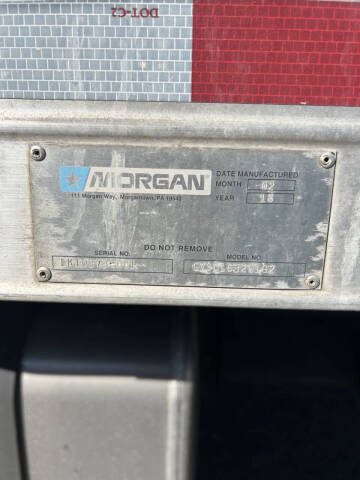 DOT-C2
MORGAN
111 Morgan Way, Morgantown, PA 19543
DATE MANUFACTURED
MONTH 02
YEAR
DO NOT REMOVE
SERIAL NO.
MODEL NO.